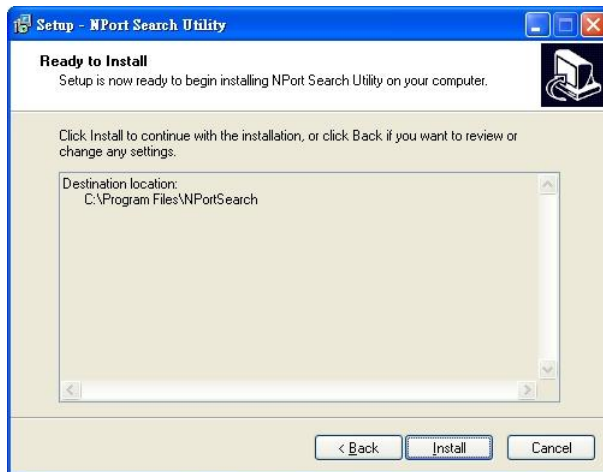 Setup - NPort Search Utility
Ready to Install
Setup is now ready to begin installing NPort Search Utility on your computer.
Click Install to continue with the installation, or click Back if you want to review or
change any settings.
Destination location:
C:\Program Files\NPortSearch
< Back
Install
Cancel